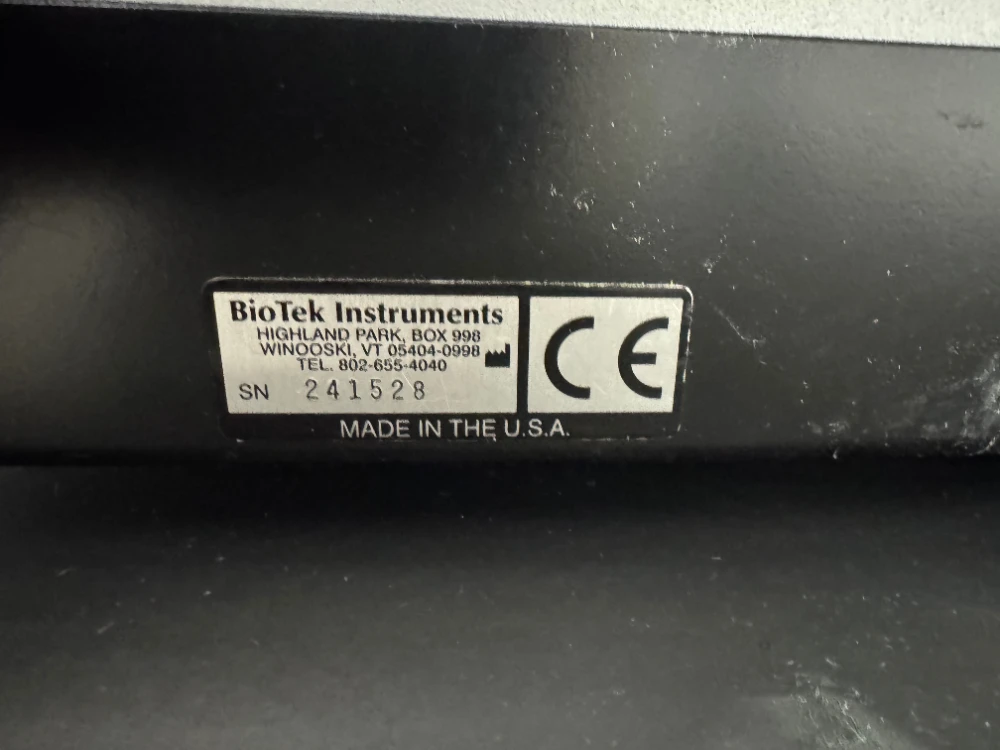 BioTek Instruments
HIGHLAND PARK, BOX 998
WINOOSKI, VT 05404-0998
TEL. 802-655-4040
SN 241528
CE
MADE IN THE U.S.A.